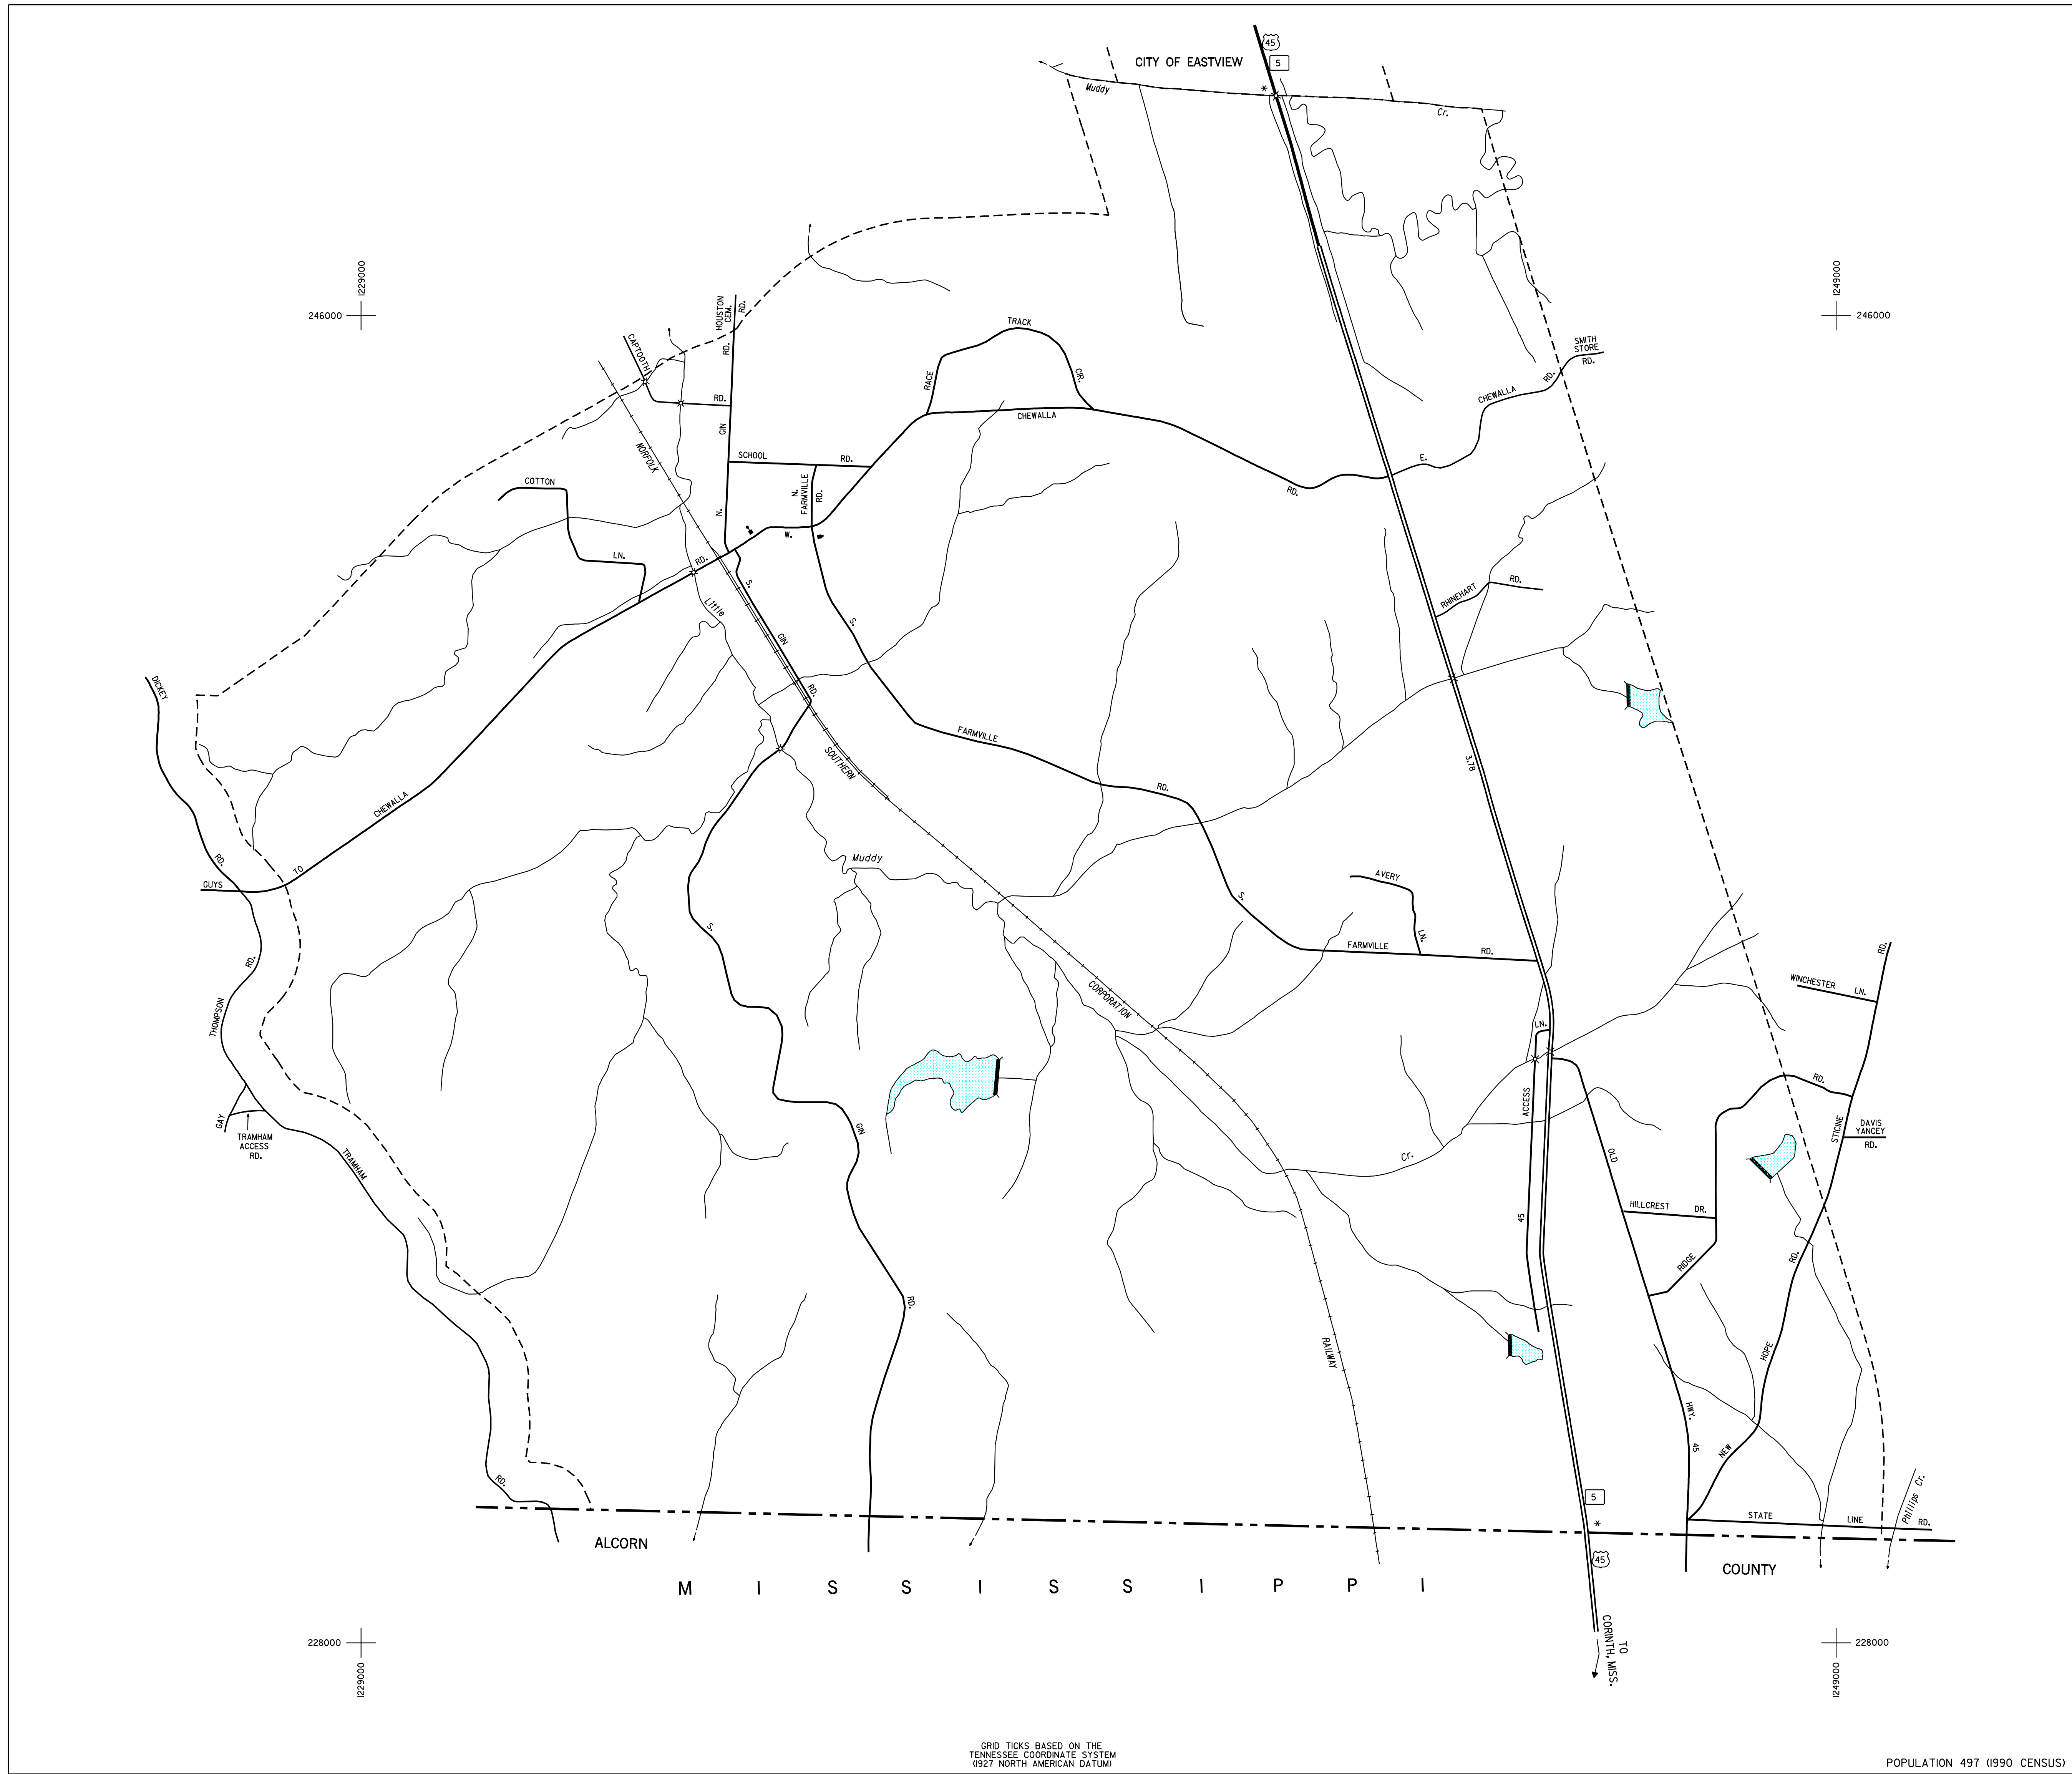 45
CITY OF EASTVIEW
5
*
Muddy
Cr.
1229000
246000
1249000
246000
HOUSTON
CEM.
RD.
RD.
CAPTOOTH
RD.
GIN
N.
TRACK
RACE
CIR.
SMITH
STORE
RD.
CHEWALLA
RD.
E.
CHEWALLA
RD.
NORFOLK
SCHOOL
RD.
N.
FARMVILLE
RD.
W.
RD.
COTTON
LN.
Little
S.
GIN
RD.
S.
RHINEHART
RD.
DICKEY
RD.
FARMVILLE
RD.
SOUTHERN
3.78
CHEWALLA
TO
GUYS
Muddy
AVERY
LN.
S.
FARMVILLE
RD.
S.
RD.
THOMPSON
CORPORATION
WINCHESTER
LN.
RD.
LN.
ACCESS
45
GAY
TRAMHAM
ACCESS
RD.
TRAMHAM
RD.
GIN
RD.
Cr.
OLD
RD.
STICINE
DAVIS
YANCEY
RD.
HILLCREST
DR.
RIDGE
RD.
HOPE
NEW
RAILWAY
HWY.
45
5
*
STATE
LINE
RD.
Phillips Cr.
ALCORN
COUNTY
45
MISSISSIPPI
TO
CORINTH, MISS.
228000
1229000
228000
1249000
GRID TICKS BASED ON THE
TENNESSEE COORDINATE SYSTEM
(1927 NORTH AMERICAN DATUM)
POPULATION 497 (1990 CENSUS)